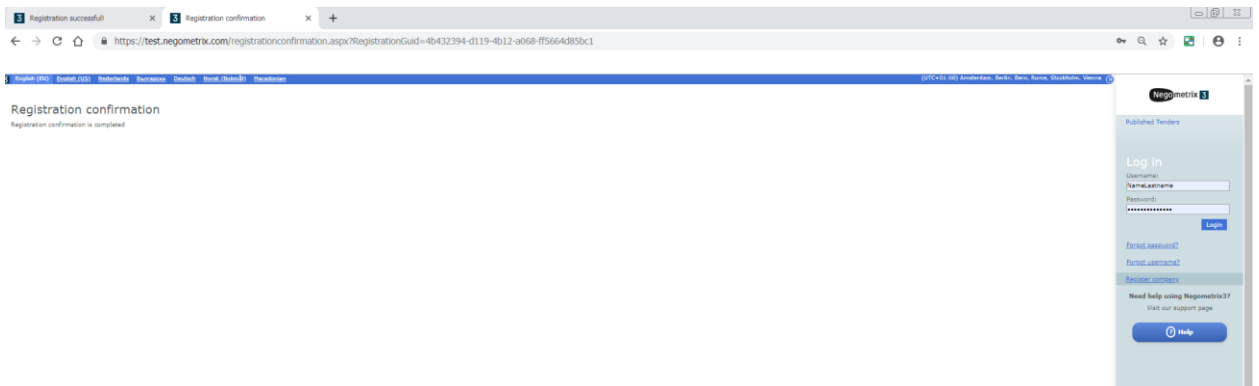 3 Registration successful!
3 Registration confirmation
https://test.negometrix.com/registrationconfirmation.aspx?RegistrationGuid=4b432394-d119-4b12-a068-ff5664d85bc1
English (EU) English (US) Nederlands Български Deutsch Norsk (Bokmål) Macedonian
(UTC+01:00) Amsterdam, Berlin, Bern, Rome, Stockholm, Vienna
Registration confirmation
Registration confirmation is completed
Negometrix 3
Published Tenders
Log in
Username:
NameLastname
Password:
Login
Forgot password?
Forgot username?
Register company
Need help using Negometrix3?
Visit our support page
? Help